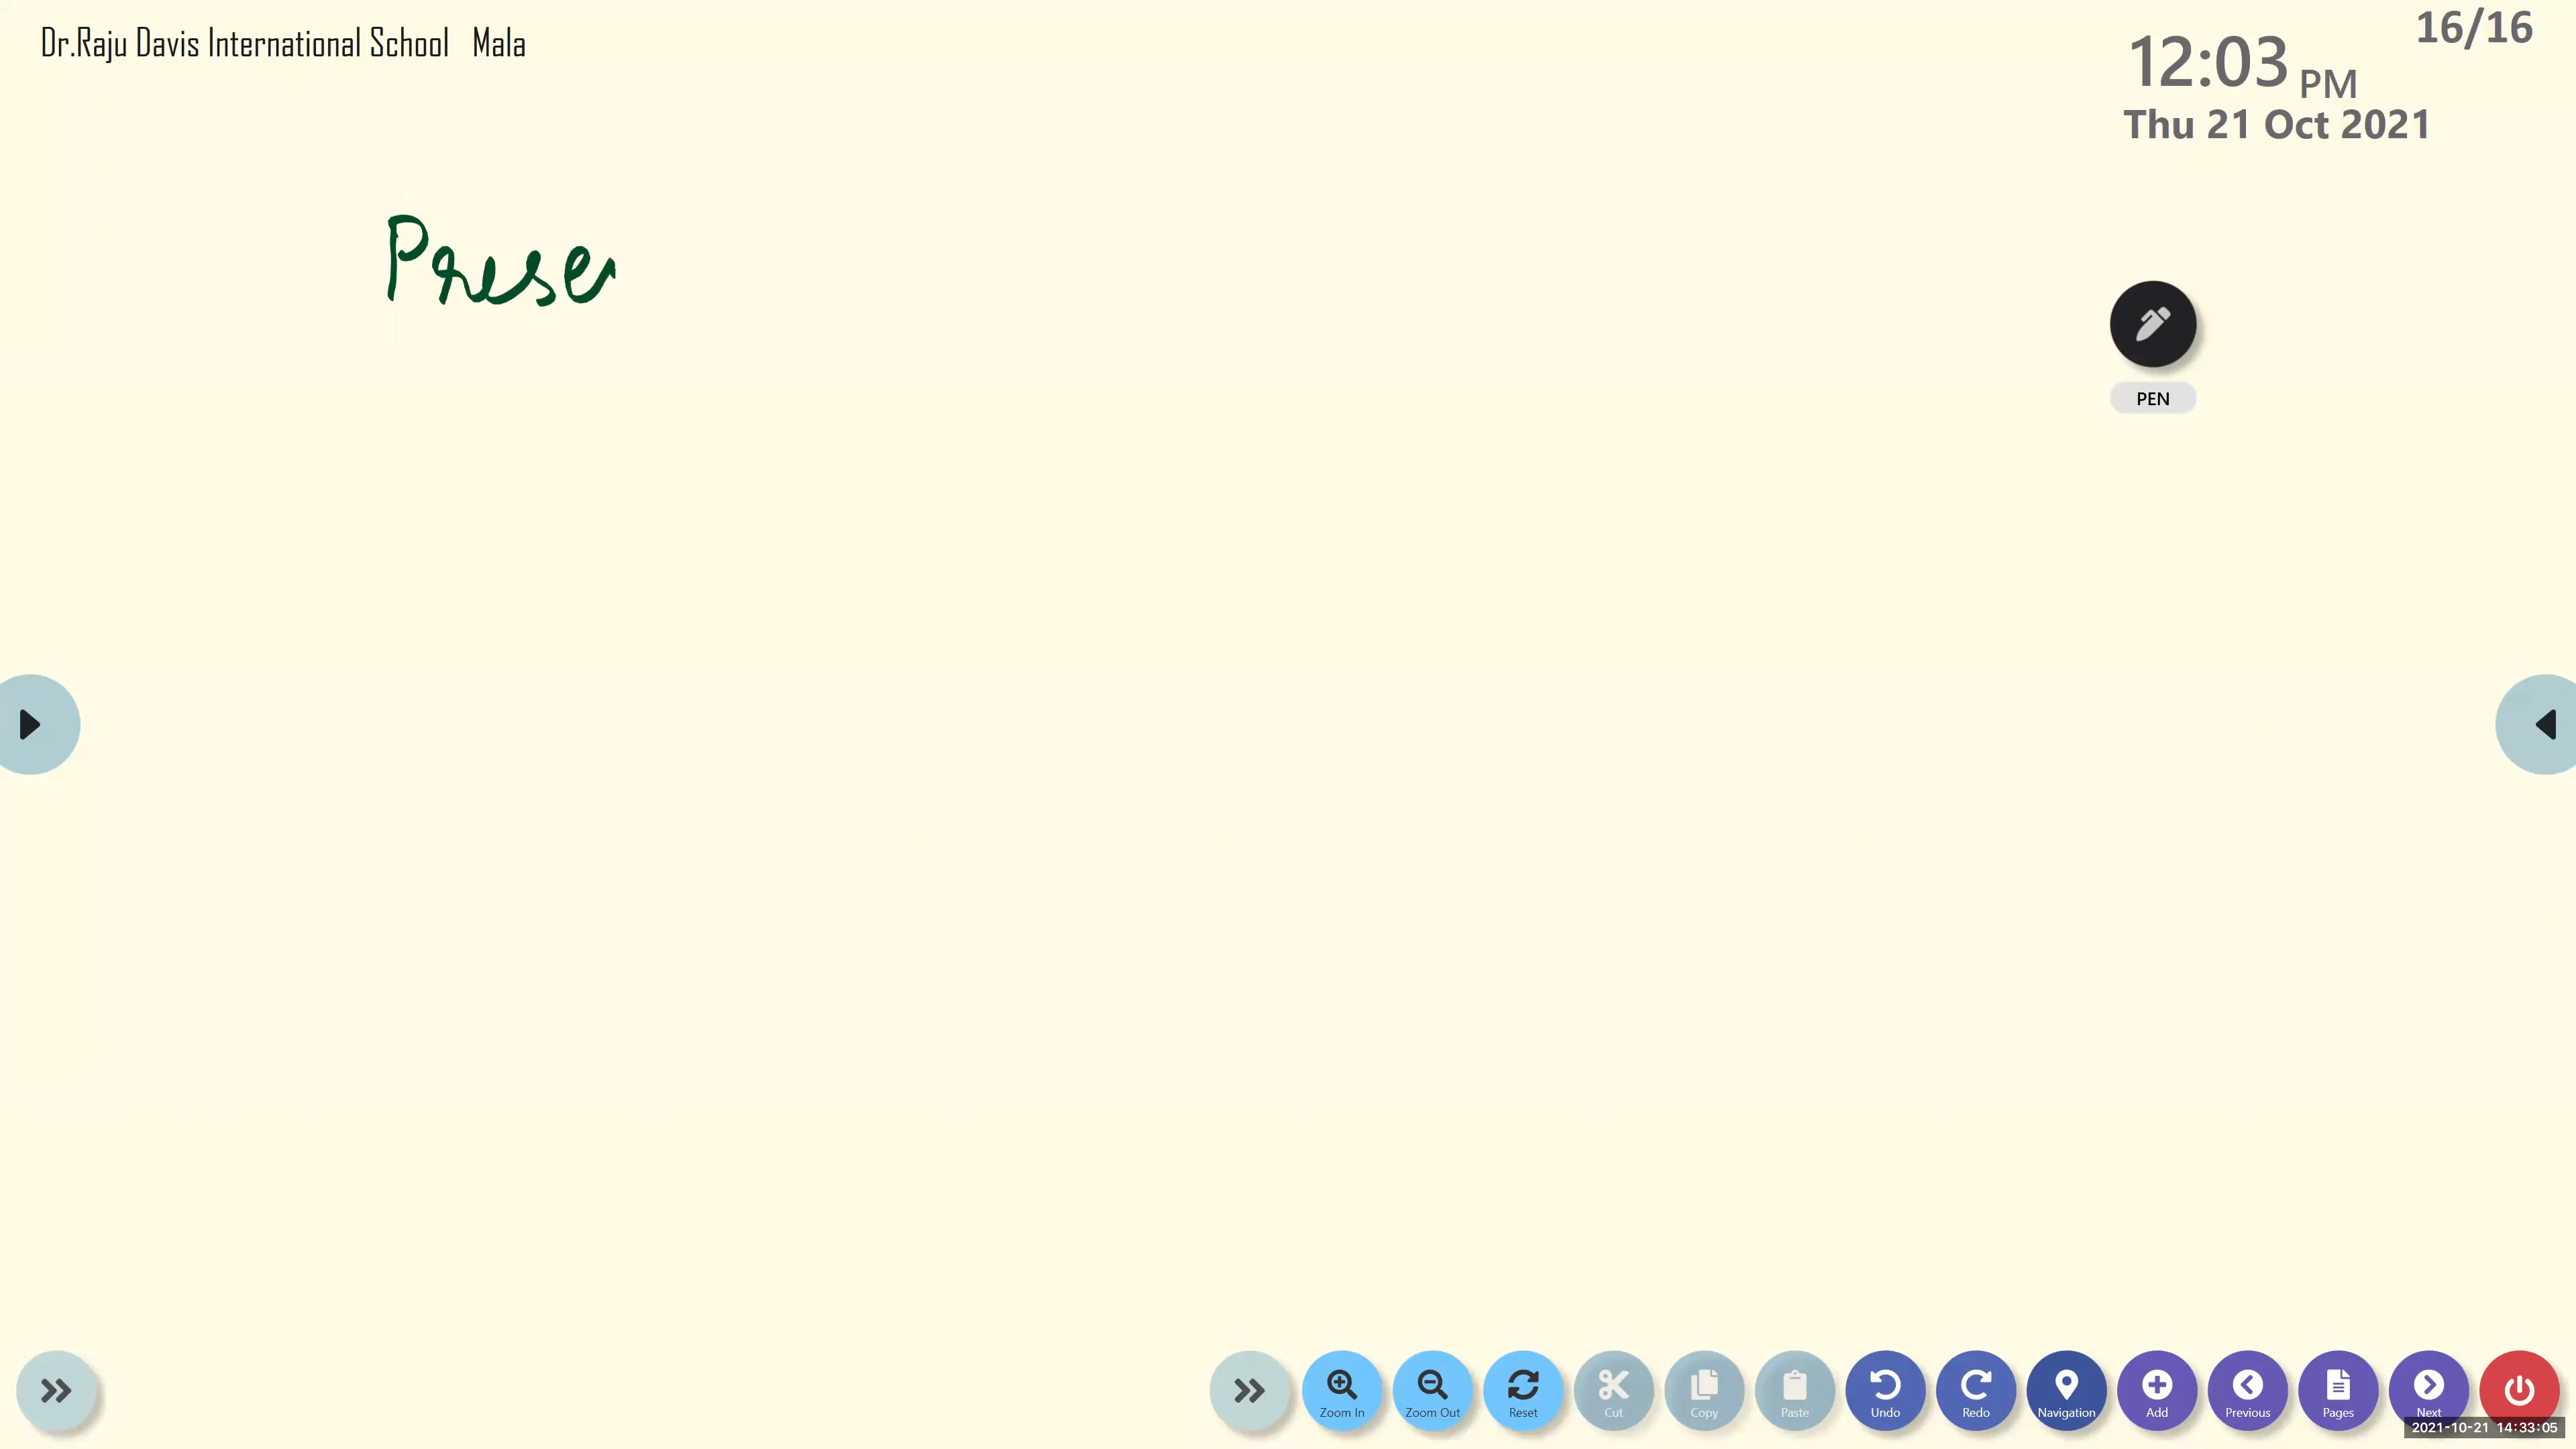 Dr.Raju Davis International School Mala
16/16
12:03 PM
Thu 21 Oct 2021
Prese
PEN
Zoom In Zoom Out Reset Cut Copy Paste Undo Redo Navigation Add Previous Pages Next
2021-10-21 14:33:05